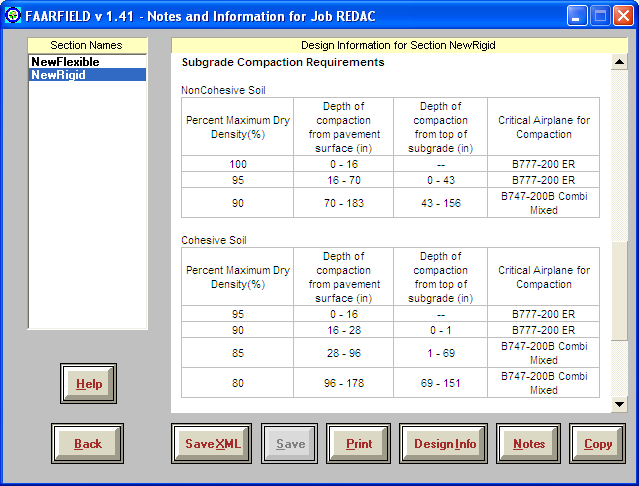 FAARFIELD v 1.41 - Notes and Information for Job REDAC
Section Names
NewFlexible
NewRigid
Design Information for Section NewRigid
Subgrade Compaction Requirements
NonCohesive Soil
Percent Maximum Dry
Density(%)
Depth of
compaction
from pavement
surface (in)
Depth of
compaction
from top of
subgrade (in)
Critical Airplane for
Compaction
100 0 - 16 -- B777-200 ER
95 16 - 70 0 - 43 B777-200 ER
90 70 - 183 43 - 156 B747-200B Combi
Mixed
Cohesive Soil
Percent Maximum Dry
Density(%)
Depth of
compaction
from pavement
surface (in)
Depth of
compaction
from top of
subgrade (in)
Critical Airplane for
Compaction
95 0 - 16 -- B777-200 ER
90 16 - 28 0 - 1 B777-200 ER
85 28 - 96 1 - 69 B747-200B Combi
Mixed
80 96 - 178 69 - 151 B747-200B Combi
Mixed
Help
Back
SaveXML
Save
Print
Design Info
Notes
Copy